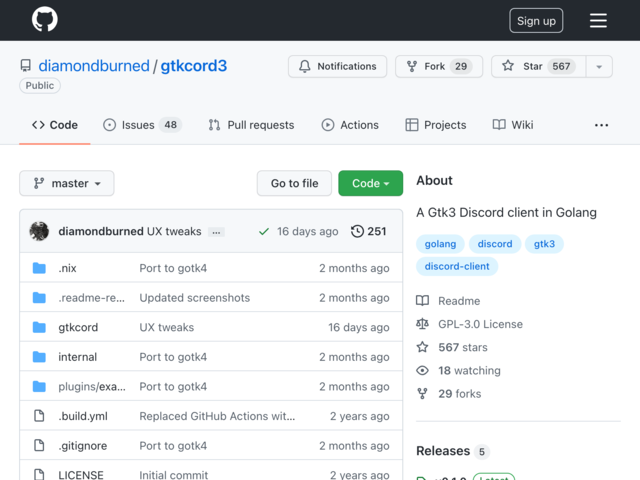 Sign up
diamondburned / gtkcord3
Public
Notifications
Fork 29
Star 567
Code
Issues 48
Pull requests
Actions
Projects
Wiki
master
Go to file
Code
diamondburned UX tweaks ... 16 days ago 251
.nix Port to gotk4 2 months ago
.readme-re... Updated screenshots 2 months ago
gtkcord UX tweaks 16 days ago
internal Port to gotk4 2 months ago
plugins/exa... Port to gotk4 2 months ago
.build.yml Replaced GitHub Actions wit... 2 years ago
.gitignore Port to gotk4 2 months ago
LICENSE Initial commit 2 years ago
About
A Gtk3 Discord client in Golang
golang discord gtk3
discord-client
Readme
GPL-3.0 License
567 stars
18 watching
29 forks
Releases 5